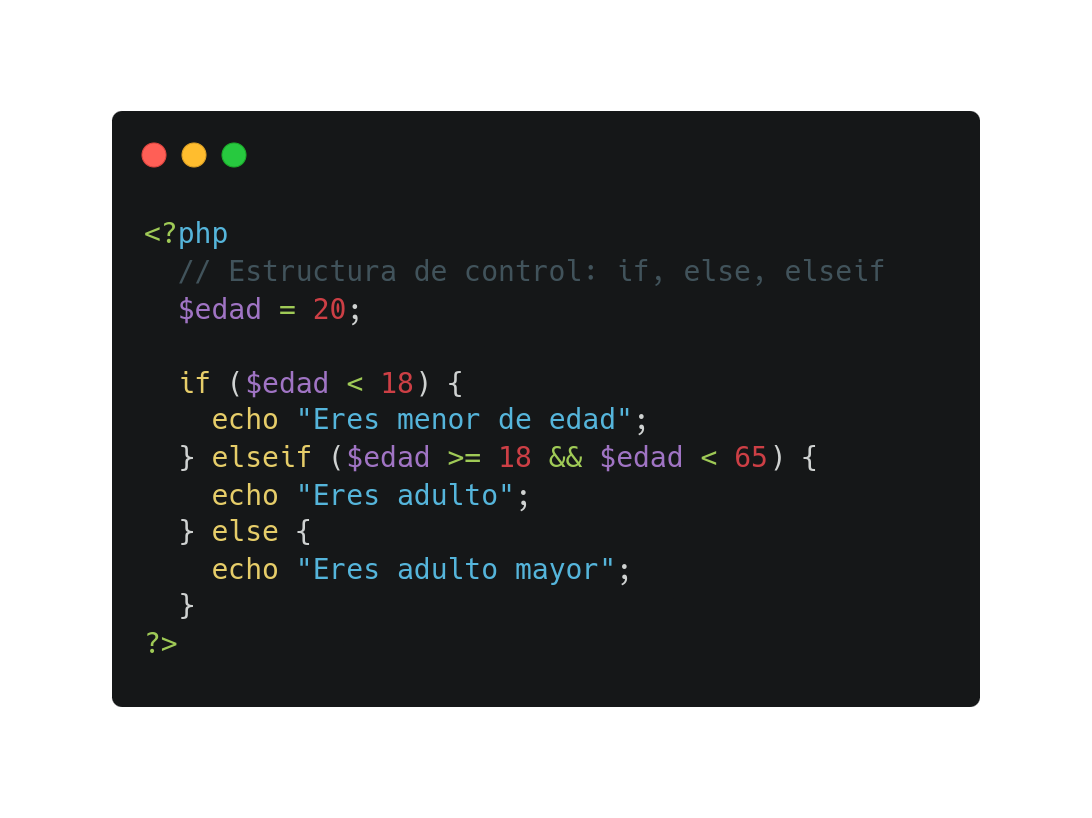 <?php
  // Estructura de control: if, else, elseif
  $edad = 20;

  if ($edad < 18) {
    echo "Eres menor de edad";
  } elseif ($edad >= 18 && $edad < 65) {
    echo "Eres adulto";
  } else {
    echo "Eres adulto mayor";
  }
?>